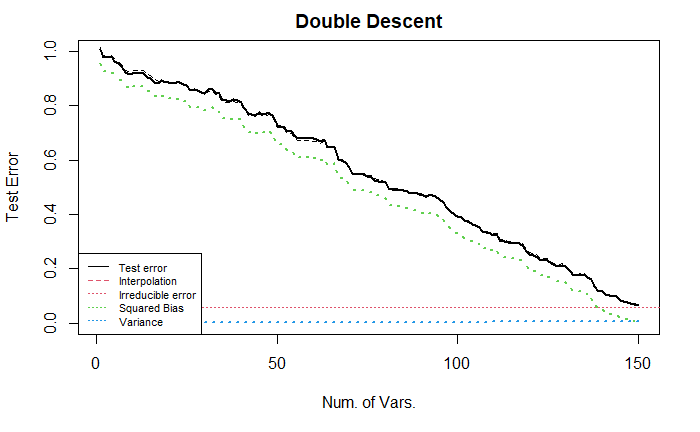 Double Descent
Test Error
1.0
0.8
0.6
0.4
0.2
0.0
Test error
Interpolation
Irreducible error
Squared Bias
Variance
0
50
100
150
Num. of Vars.